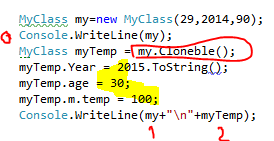 MyClass my=new MyClass(29,2014,90);
Console.WriteLine(my);
MyClass myTemp = my.Cloneble();
myTemp.Year = 2015.ToString();
myTemp.age = 30;
myTemp.m.temp = 100;
Console.WriteLine(my+"\n"+myTemp);
1 2